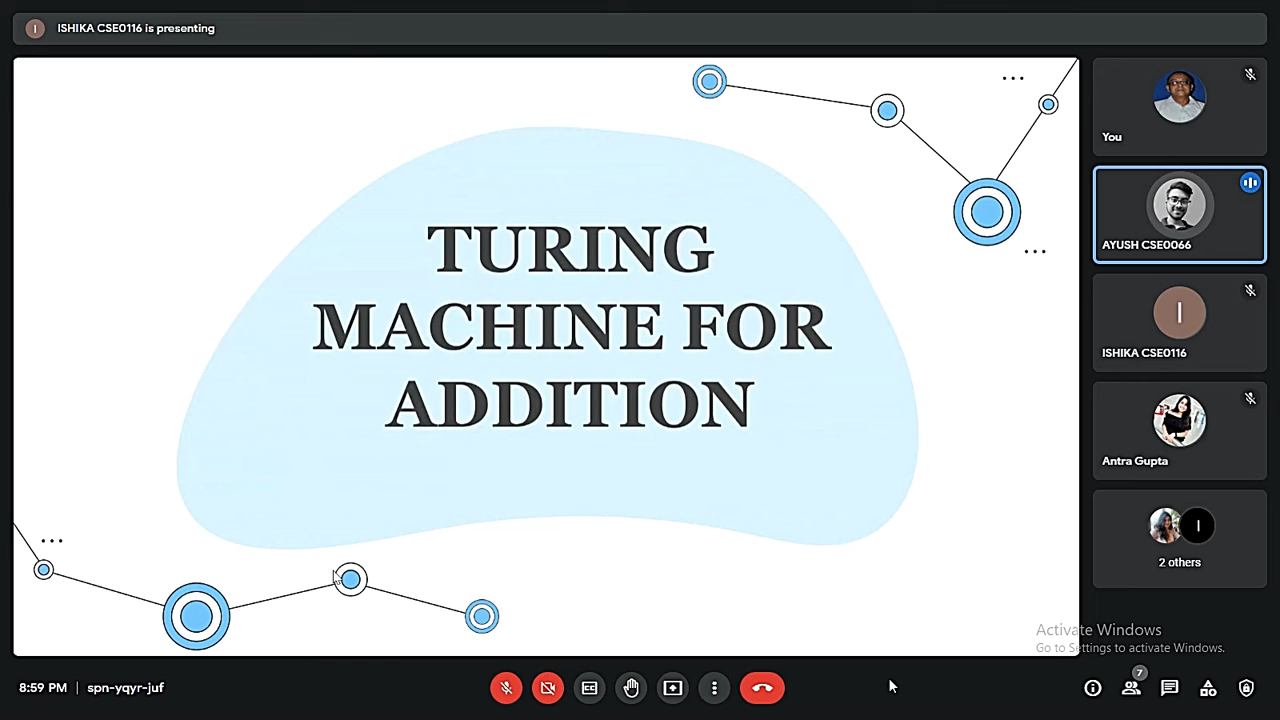 I ISHIKA CSE0116 is presenting
TURING
MACHINE FOR
ADDITION
You
AYUSH CSE0066
I
ISHIKA CSE0116
Antra Gupta
I
2 others
Activate Windows
Go to Settings to activate Windows.
8:59 PM | spn-yqyr-juf
CC
7